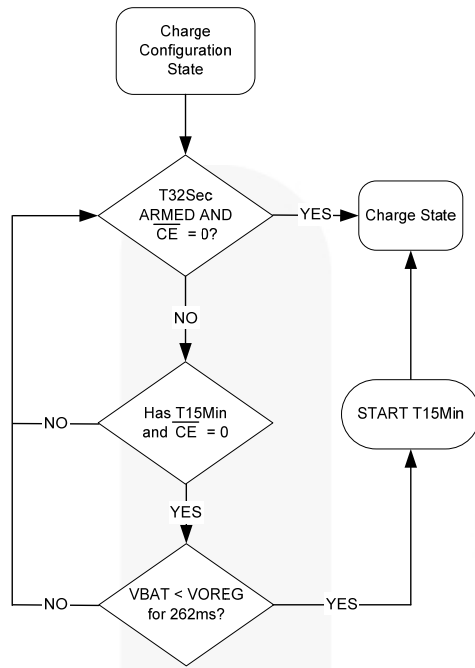 Charge
Configuration
State
T32Sec
ARMED AND
CE = 0?
YES
Charge State
NO
Has T15Min
and CE = 0
NO
START T15Min
YES
VBAT < VOREG
for 262ms?
NO
YES